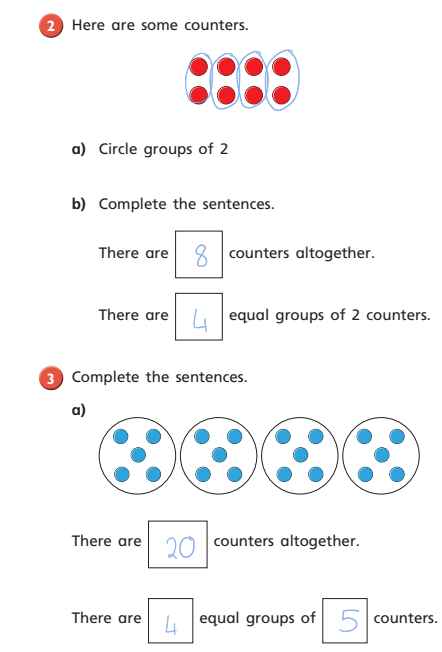 2 Here are some counters.
a) Circle groups of 2
b) Complete the sentences.
There are 8 counters altogether.
There are 4 equal groups of 2 counters.
3 Complete the sentences.
a)
There are 20 counters altogether.
There are 4 equal groups of 5 counters.